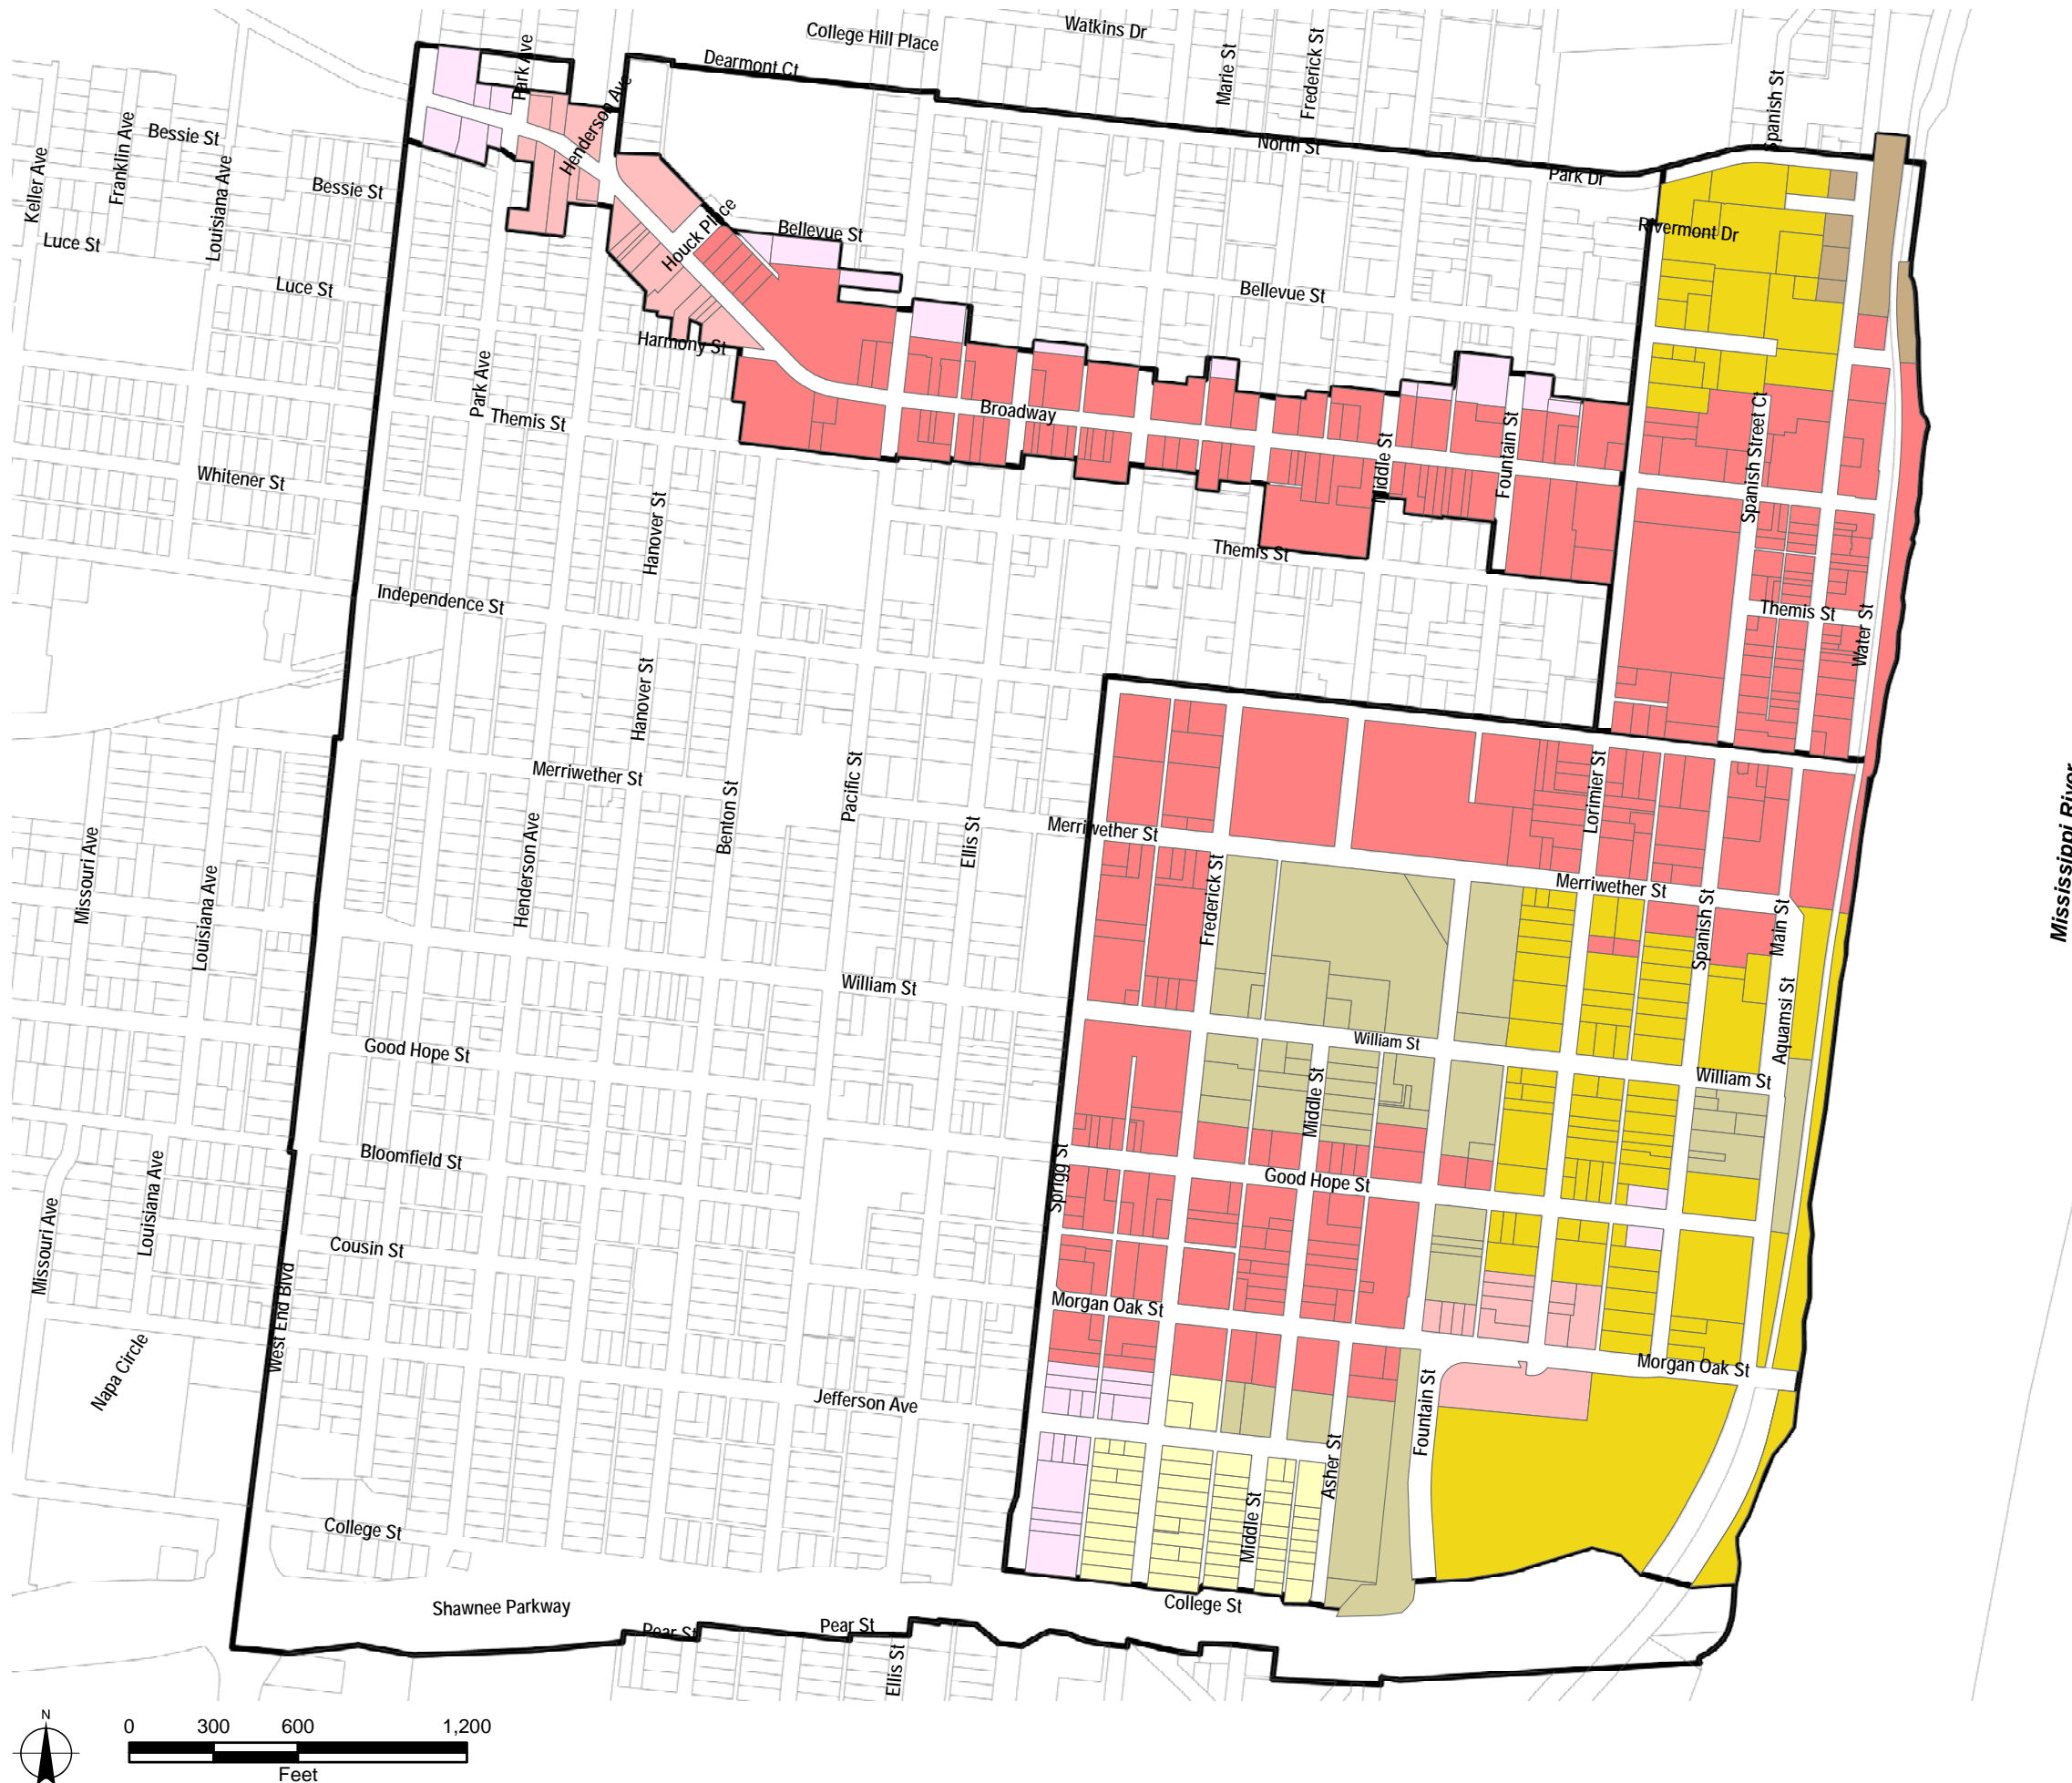 College Hill Place
Watkins Dr
Dearmont Ct
Park Ave
Henderson Ave
Marie St
Frederick St
Spanish St
Bessie St
Franklin Ave
Keller Ave
Louisiana Ave
Bessie St
North St
Park Dr
Luce St
Houck Place
Bellevue St
Rivermont Dr
Luce St
Bellevue St
Harmony St
Park Ave
Themis St
Broadway
Middle St
Fountain St
Spanish Street Ct
Whitener St
Hanover St
Themis St
Independence St
Themis St
Water St
Hanover St
Merriwether St
Pacific St
Benton St
Lorimier St
Mississippi River
Merriwether St
Ellis St
Missouri Ave
Louisiana Ave
Henderson Ave
Frederick St
Merriwether St
Spanish St
Main St
William St
Aquamsi St
William St
Good Hope St
William St
Middle St
Bloomfield St
Sprigg St
Good Hope St
Missouri Ave
Louisiana Ave
Cousin St
West End Blvd
Morgan Oak St
Napa Circle
Morgan Oak St
Jefferson Ave
Fountain St
Asher St
Middle St
College St
Shawnee Parkway
College St
Pear St
Pear St
Ellis St
N
0 300 600 1,200
Feet